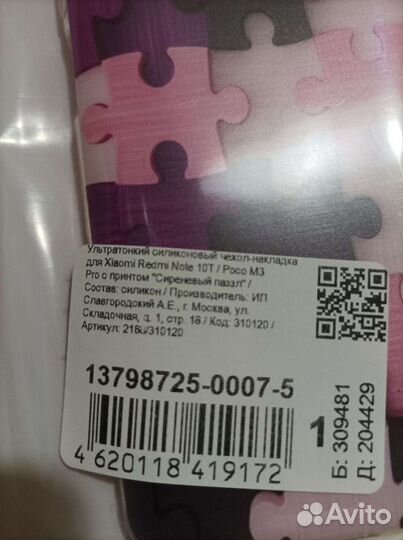 Ультратонкий силиконовый чехол-накладка
для Xiaomi Redmi Note 10T / Poco M3
Pro с принтом "Сиреневый паззл" /
Состав: силикон / Производитель: ИП
Славгородский А.Е., г. Москва, ул.
Складочная, д. 1, стр. 18 / Код: 310120 /
Артикул: 2180/310120
13798725-0007-5
4 620118 419172
1
Б: 309481
Д: 204429
Avito